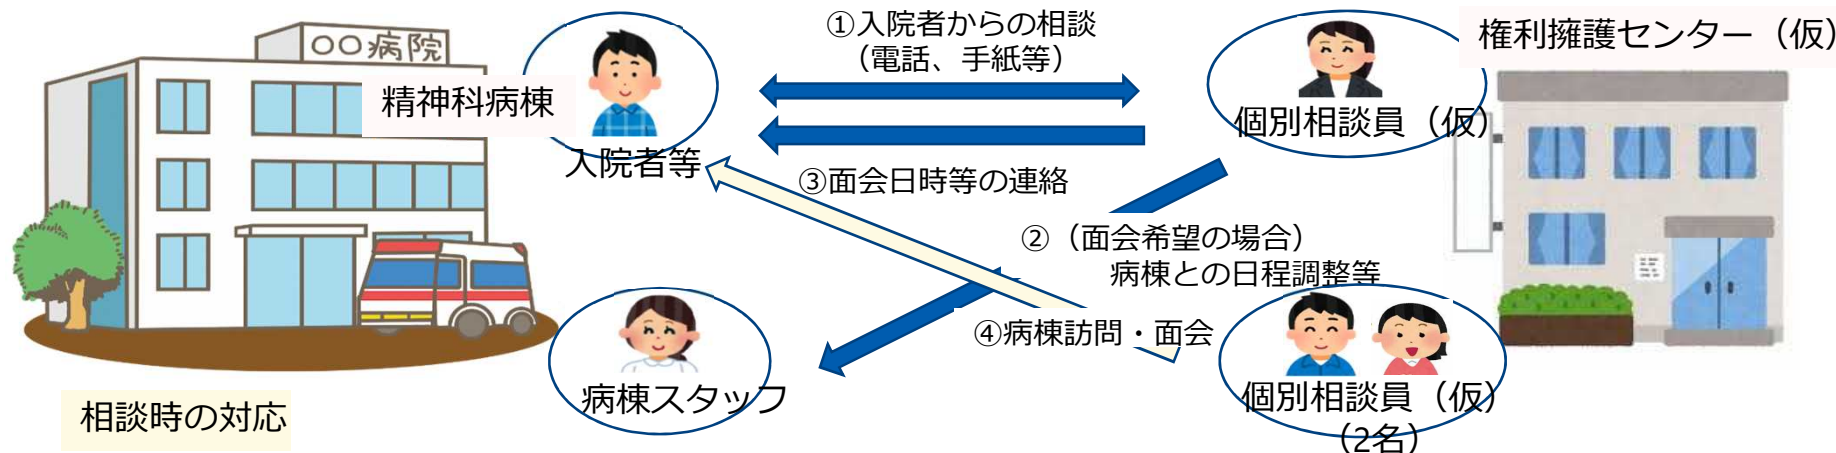 〇〇病院
精神科病棟
入院者等
①入院者からの相談
（電話、手紙等）
個別相談員（仮）
権利擁護センター（仮）
③面会日時等の連絡
②（面会希望の場合）
病棟との日程調整等
④病棟訪問・面会
病棟スタッフ
個別相談員（仮）
（2名）
相談時の対応